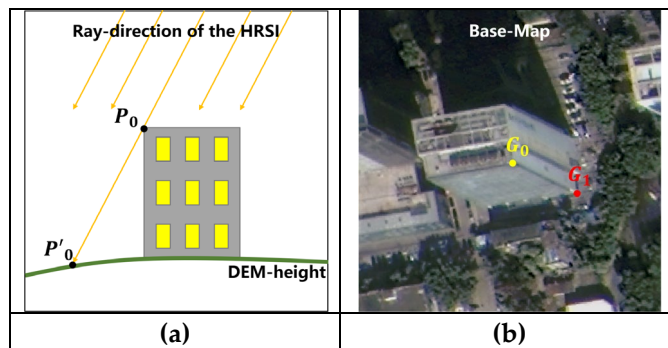 Ray-direction of the HRSI
P₀
P'₀
DEM-height
(a)
Base-Map
G₀
G₁
(b)